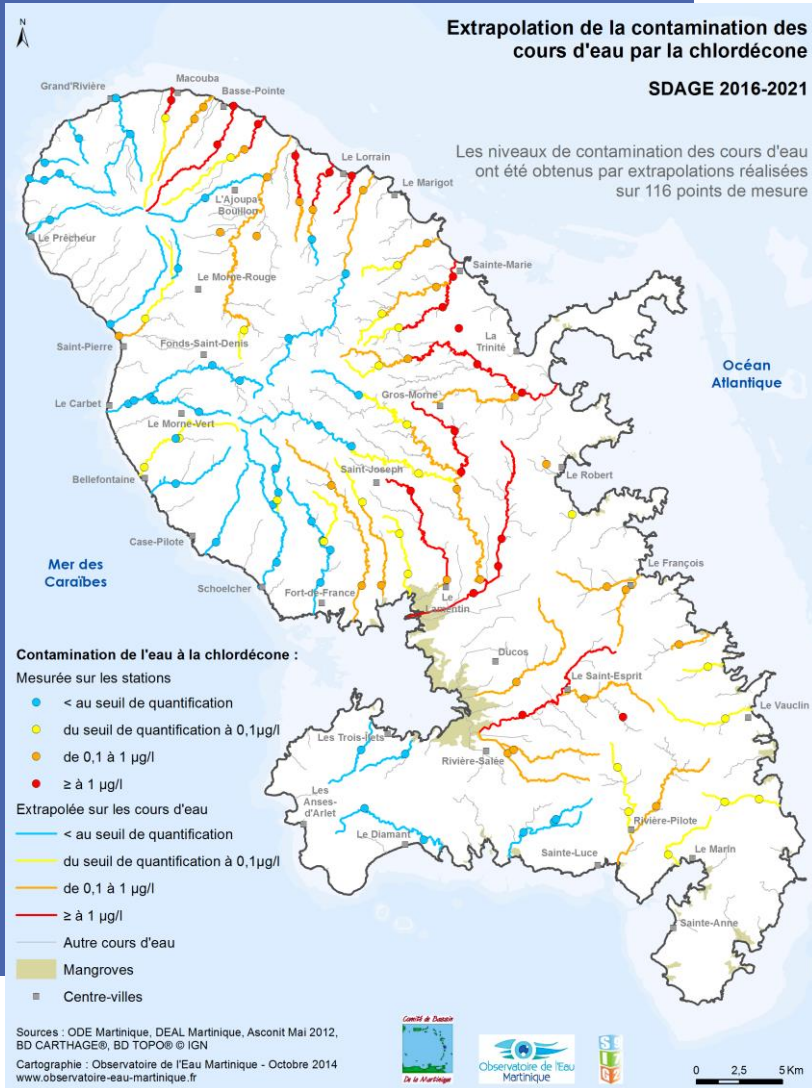 N
Extrapolation de la contamination des
cours d'eau par la chlordécone
SDAGE 2016-2021
Les niveaux de contamination des cours d'eau
ont été obtenus par extrapolations réalisées
sur 116 points de mesure
Grand'Rivière
Macouba
Basse-Pointe
Le Lorrain
Le Marigot
L'Ajoupa-
Bouillon
Le Prêcheur
Le Morne-Rouge
Sainte-Marie
Saint-Pierre
Fonds-Saint-Denis
La
Trinité
Océan
Atlantique
Le Carbet
Gros-Morne
Le Morne-Vert
Bellefontaine
Saint-Joseph
Le Robert
Case-Pilote
Mer des
Caraïbes
Schoelcher
Fort-de-France
Le
Lamentin
Le François
Ducos
Le Saint-Esprit
Le Vauclin
Les Trois-Îlets
Rivière-Salée
Les
Anses-
d'Arlet
Le Diamant
Rivière-Pilote
Sainte-Luce
Le Marin
Sainte-Anne
Contamination de l'eau à la chlordécone :
Mesurée sur les stations
< au seuil de quantification
du seuil de quantification à 0,1µg/l
de 0,1 à 1 µg/l
≥ à 1 µg/l
Extrapolée sur les cours d'eau
< au seuil de quantification
du seuil de quantification à 0,1µg/l
de 0,1 à 1 µg/l
≥ à 1 µg/l
Autre cours d'eau
Mangroves
Centre-villes
Sources : ODE Martinique, DEAL Martinique, Asconit Mai 2012,
BD CARTHAGE®, BD TOPO® © IGN
Cartographie : Observatoire de l'Eau Martinique - Octobre 2014
www.observatoire-eau-martinique.fr
Comité de Bassin
De la Martinique
Observatoire de l'Eau
Martinique
0 2,5 5 Km